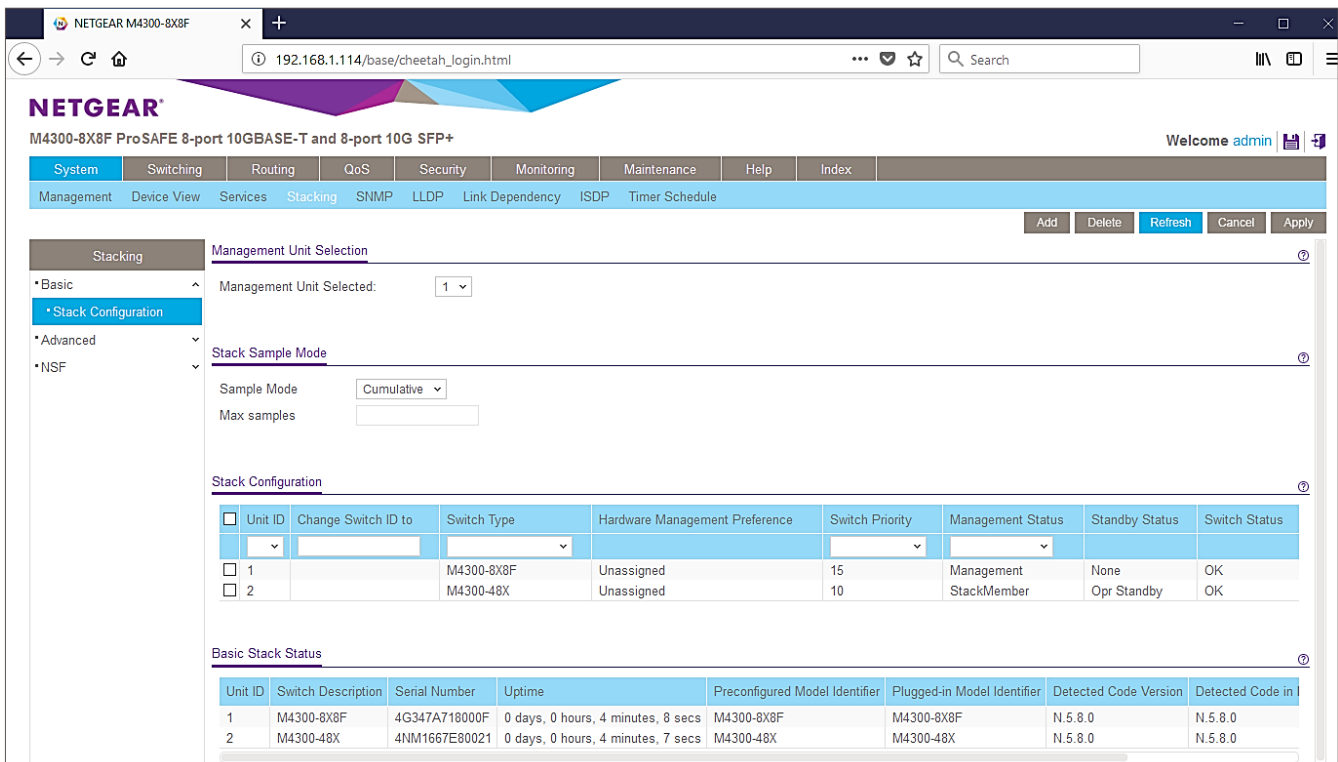 NETGEAR M4300-8X8F
192.168.1.114/base/cheetah_login.html
Search
NETGEAR®
M4300-8X8F ProSAFE 8-port 10GBASE-T and 8-port 10G SFP+
Welcome admin
System Switching Routing QoS Security Monitoring Maintenance Help Index
Management Device View Services Stacking SNMP LLDP Link Dependency ISDP Timer Schedule
Add Delete Refresh Cancel Apply
Stacking
Basic
Stack Configuration
Advanced
NSF
Management Unit Selection
Management Unit Selected: 1
Stack Sample Mode
Sample Mode Cumulative
Max samples
Stack Configuration
Unit ID Change Switch ID to Switch Type Hardware Management Preference Switch Priority Management Status Standby Status Switch Status
1 M4300-8X8F Unassigned 15 Management None OK
2 M4300-48X Unassigned 10 StackMember Opr Standby OK
Basic Stack Status
Unit ID Switch Description Serial Number Uptime Preconfigured Model Identifier Plugged-in Model Identifier Detected Code Version Detected Code in
1 M4300-8X8F 4G347A718000F 0 days, 0 hours, 4 minutes, 8 secs M4300-8X8F M4300-8X8F N.5.8.0 N.5.8.0
2 M4300-48X 4NM1667E80021 0 days, 0 hours, 4 minutes, 7 secs M4300-48X M4300-48X N.5.8.0 N.5.8.0